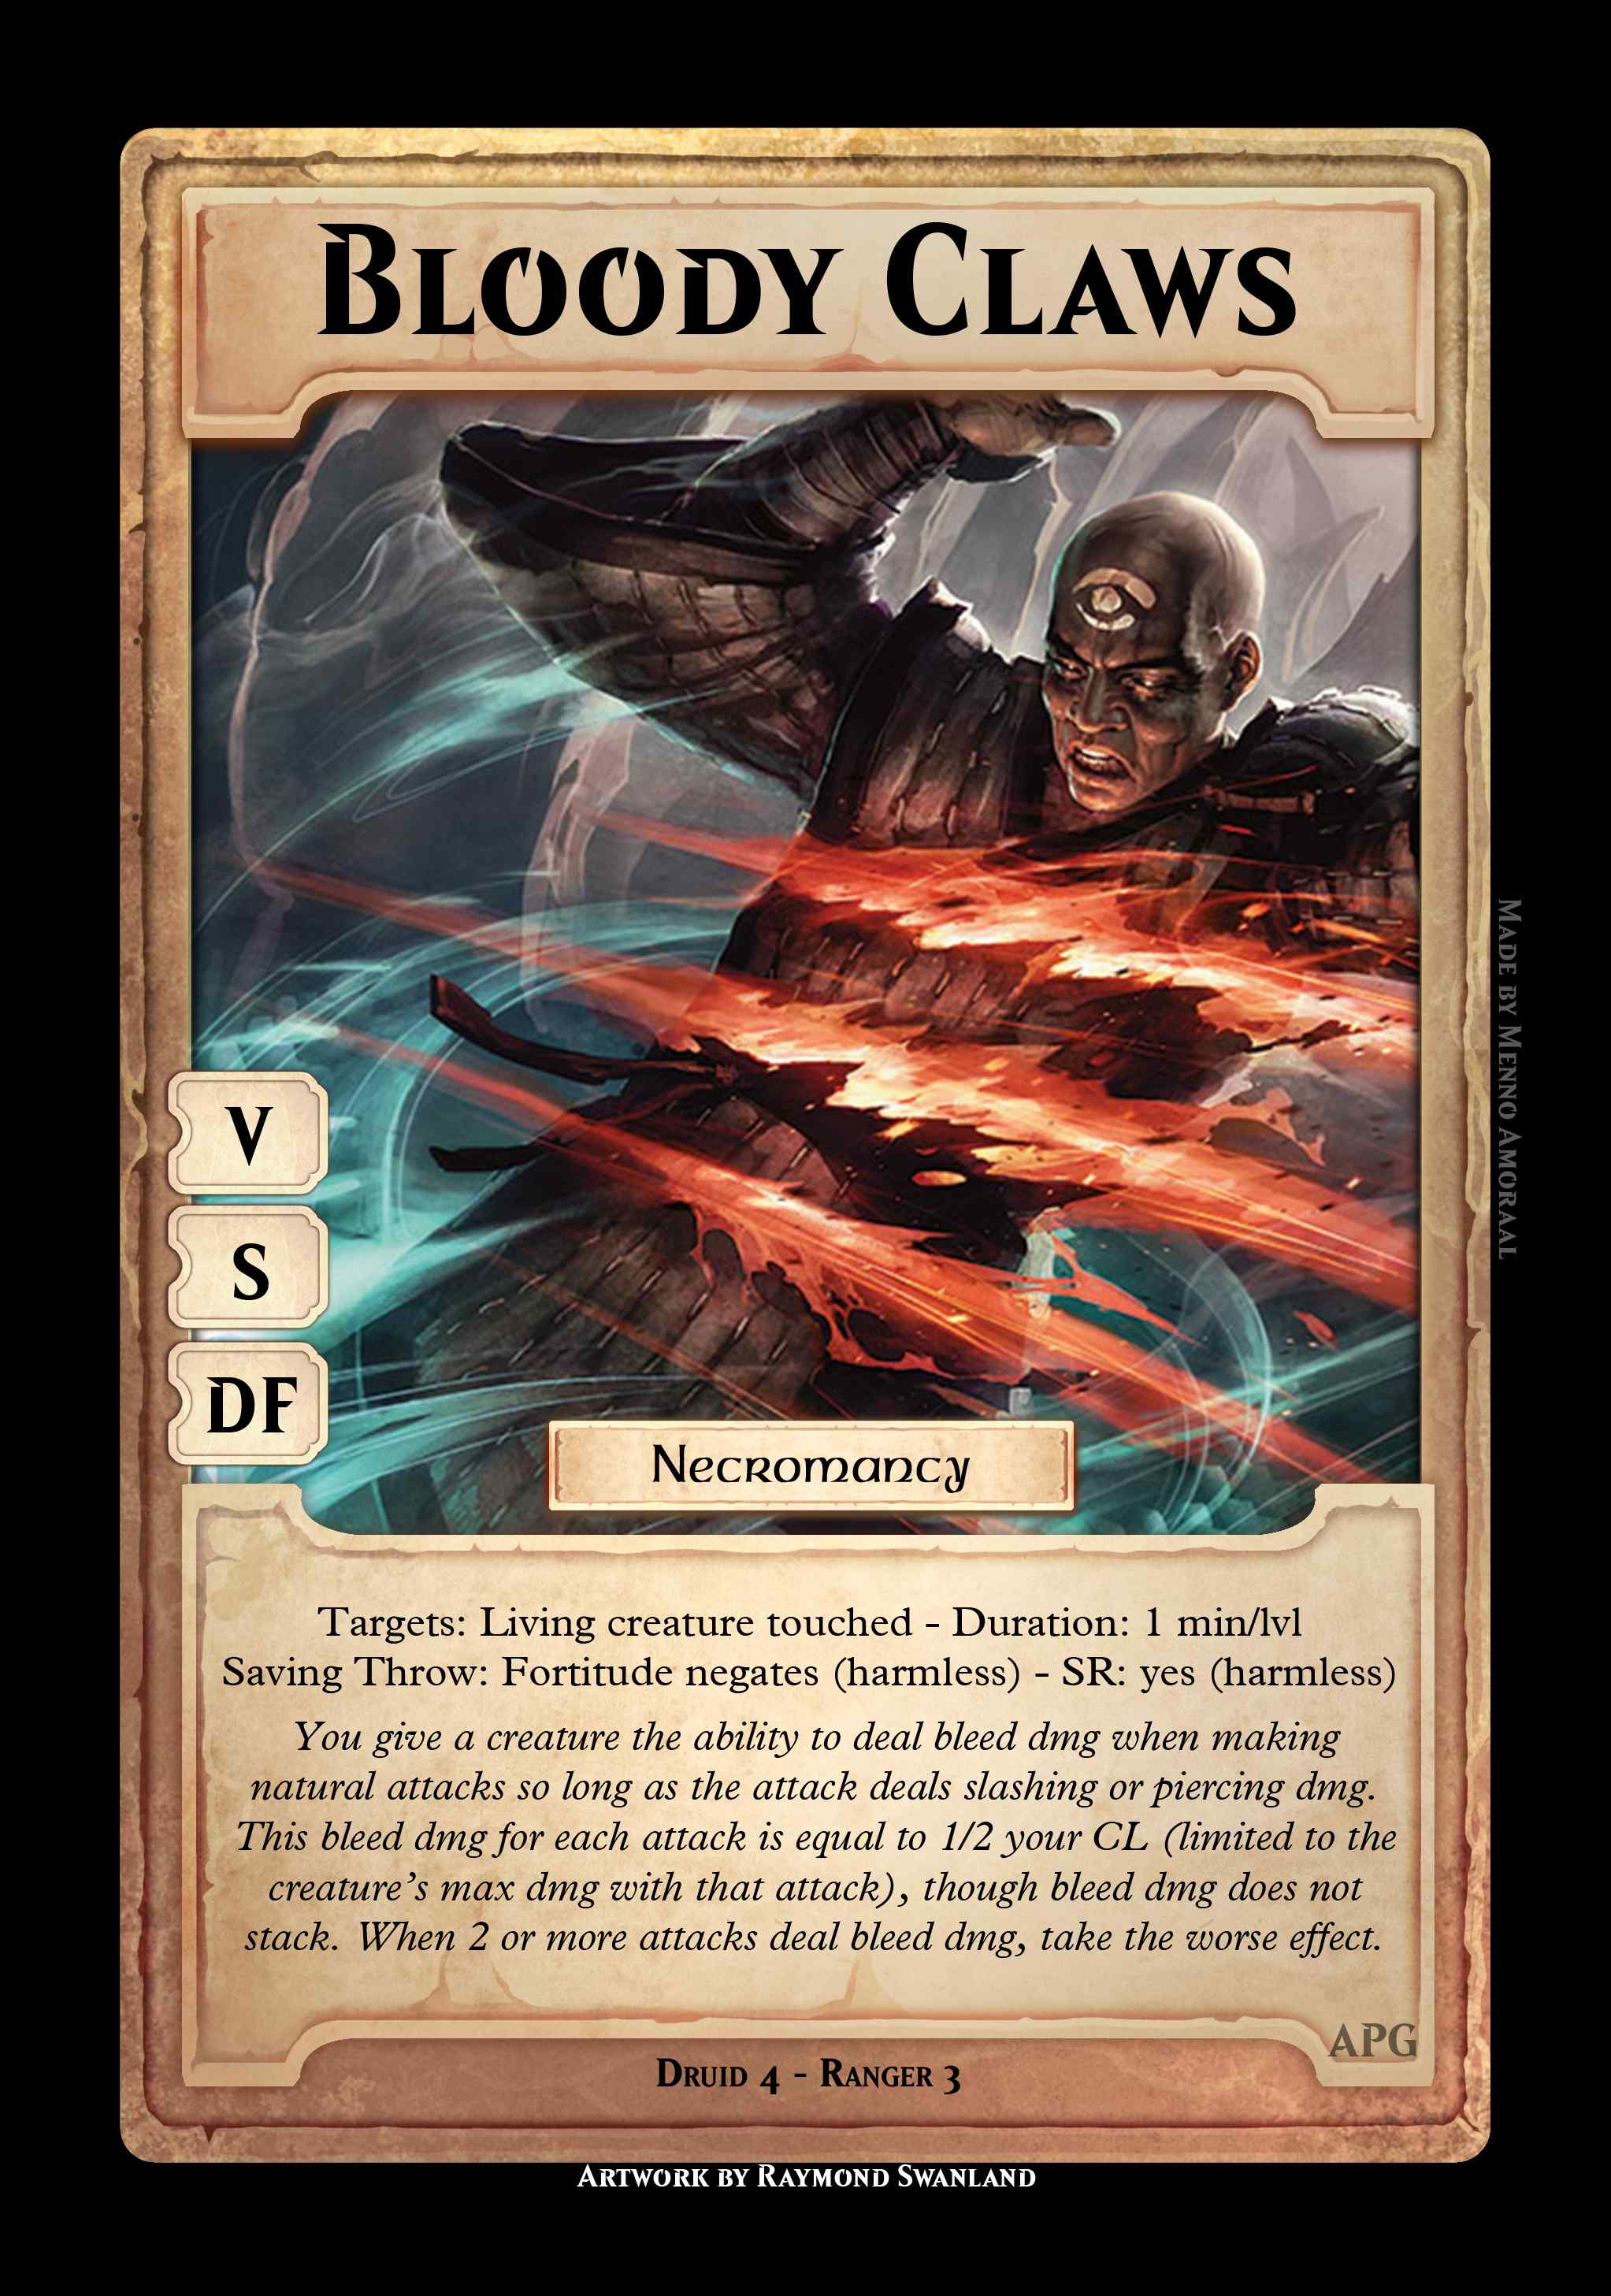 Bloody Claws
V
S
DF
Necromancy
Targets: Living creature touched - Duration: 1 min/lvl
Saving Throw: Fortitude negates (harmless) - SR: yes (harmless)
You give a creature the ability to deal bleed dmg when making
natural attacks so long as the attack deals slashing or piercing dmg.
This bleed dmg for each attack is equal to 1/2 your CL (limited to the
creature's max dmg with that attack), though bleed dmg does not
stack. When 2 or more attacks deal bleed dmg, take the worse effect.
APG
Druid 4 - Ranger 3
Artwork by Raymond Swanland
Made by Menno Amoraal